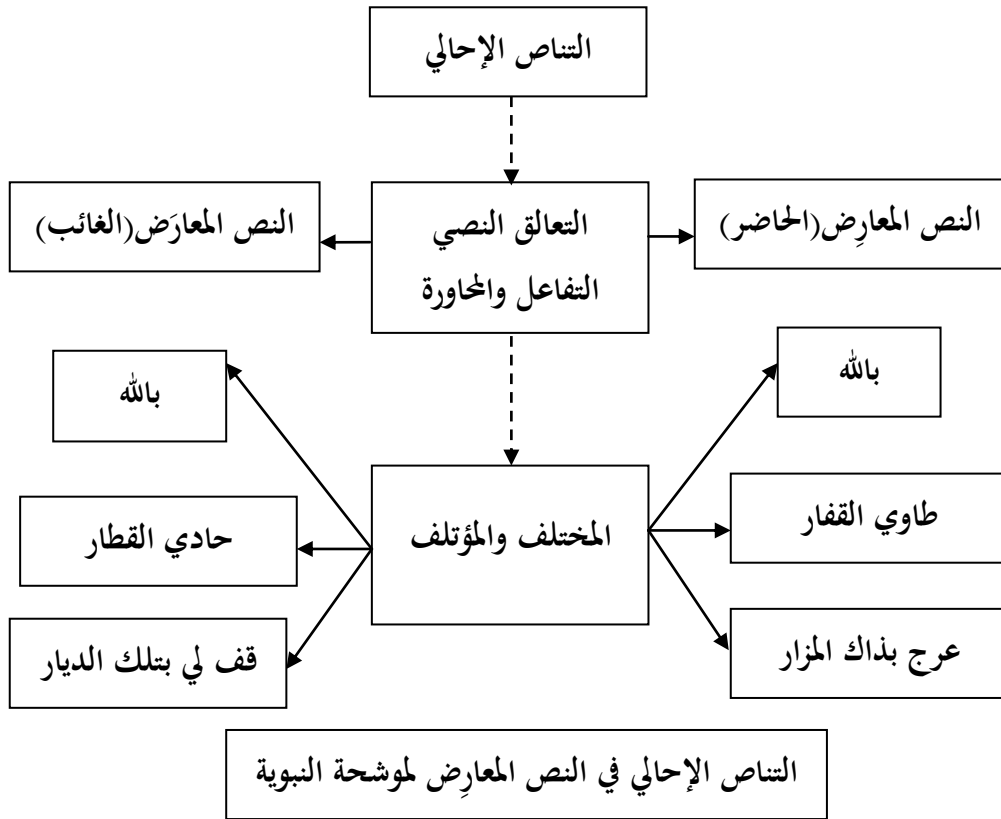 التناص الإحالي
النص المعارِض(الحاضر)
التعالق النصي
التفاعل والمحاورة
النص المعارَض(الغائب)
بالله
بالله
المختلف والمؤتلف
طاوي القفار
حادي القطار
عرج بذاك المزار
قف لي بتلك الديار
التناص الإحالي في النص المعارِض لموشحة النبوية